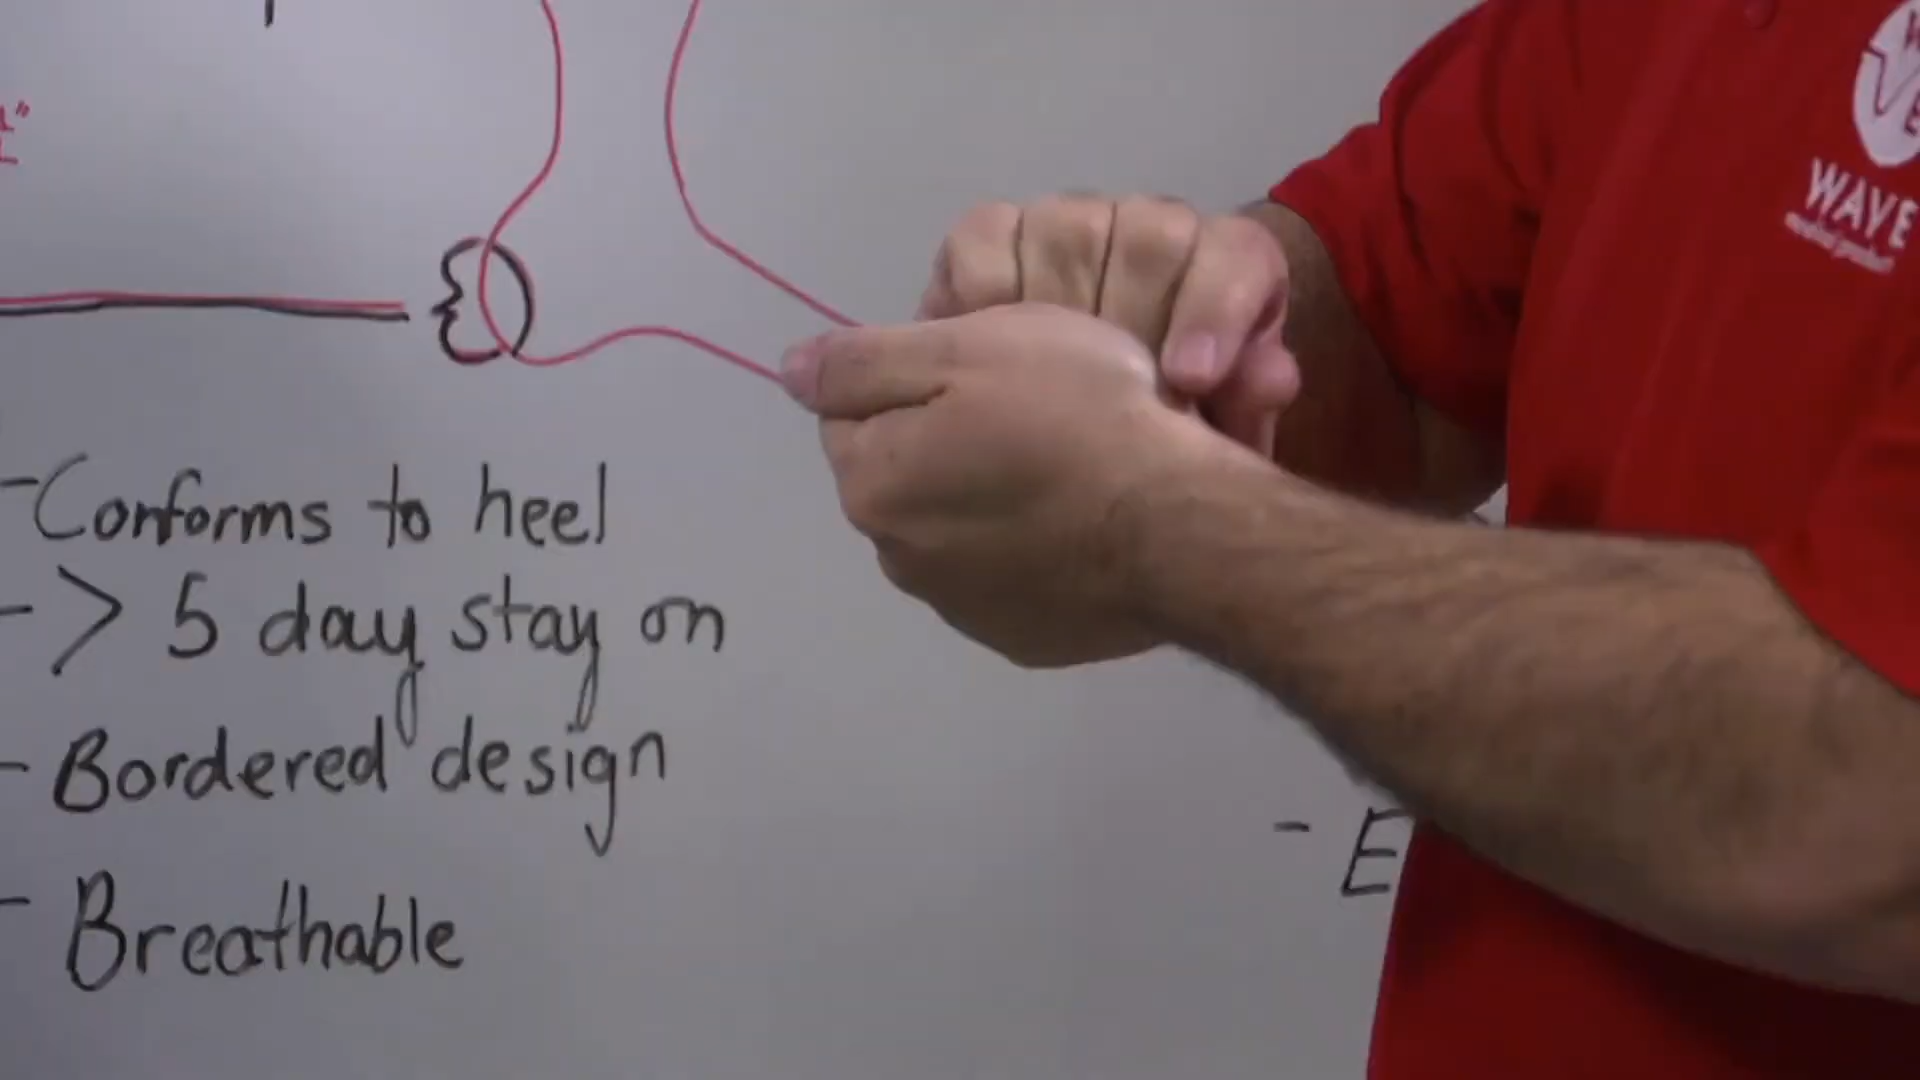 - Conforms to heel
- > 5 day stay on
- Bordered design
- Breathable
- E
WAVE